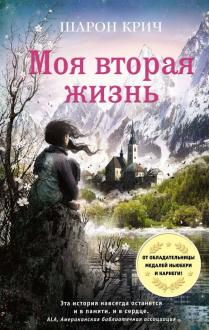 ШАРОН КРИЧ
Моя вторая
жизнь
ОТ ОБЛАДАТЕЛЬНИЦЫ
МЕДАЛЕЙ НЬЮБЕРИ
И КАРНЕГИ!
Эта история навсегда останется
и в памяти, и в сердце.
ALA, Американская библиотечная ассоциация